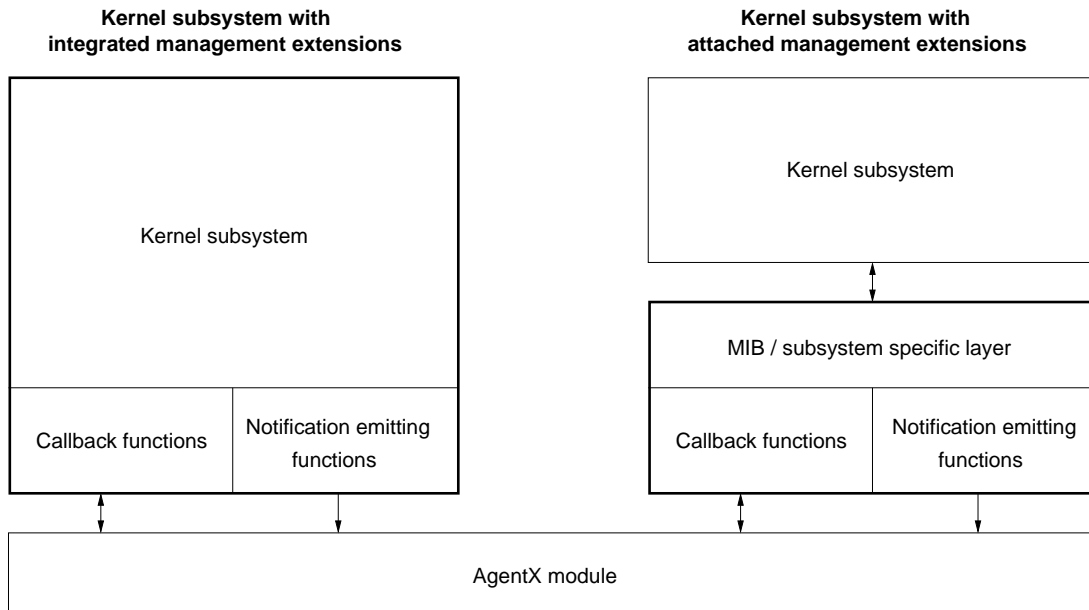 Kernel subsystem with
integrated management extensions
Kernel subsystem with
attached management extensions
Kernel subsystem
Kernel subsystem
MIB / subsystem specific layer
Callback functions
Notification emitting
functions
Callback functions
Notification emitting
functions
AgentX module